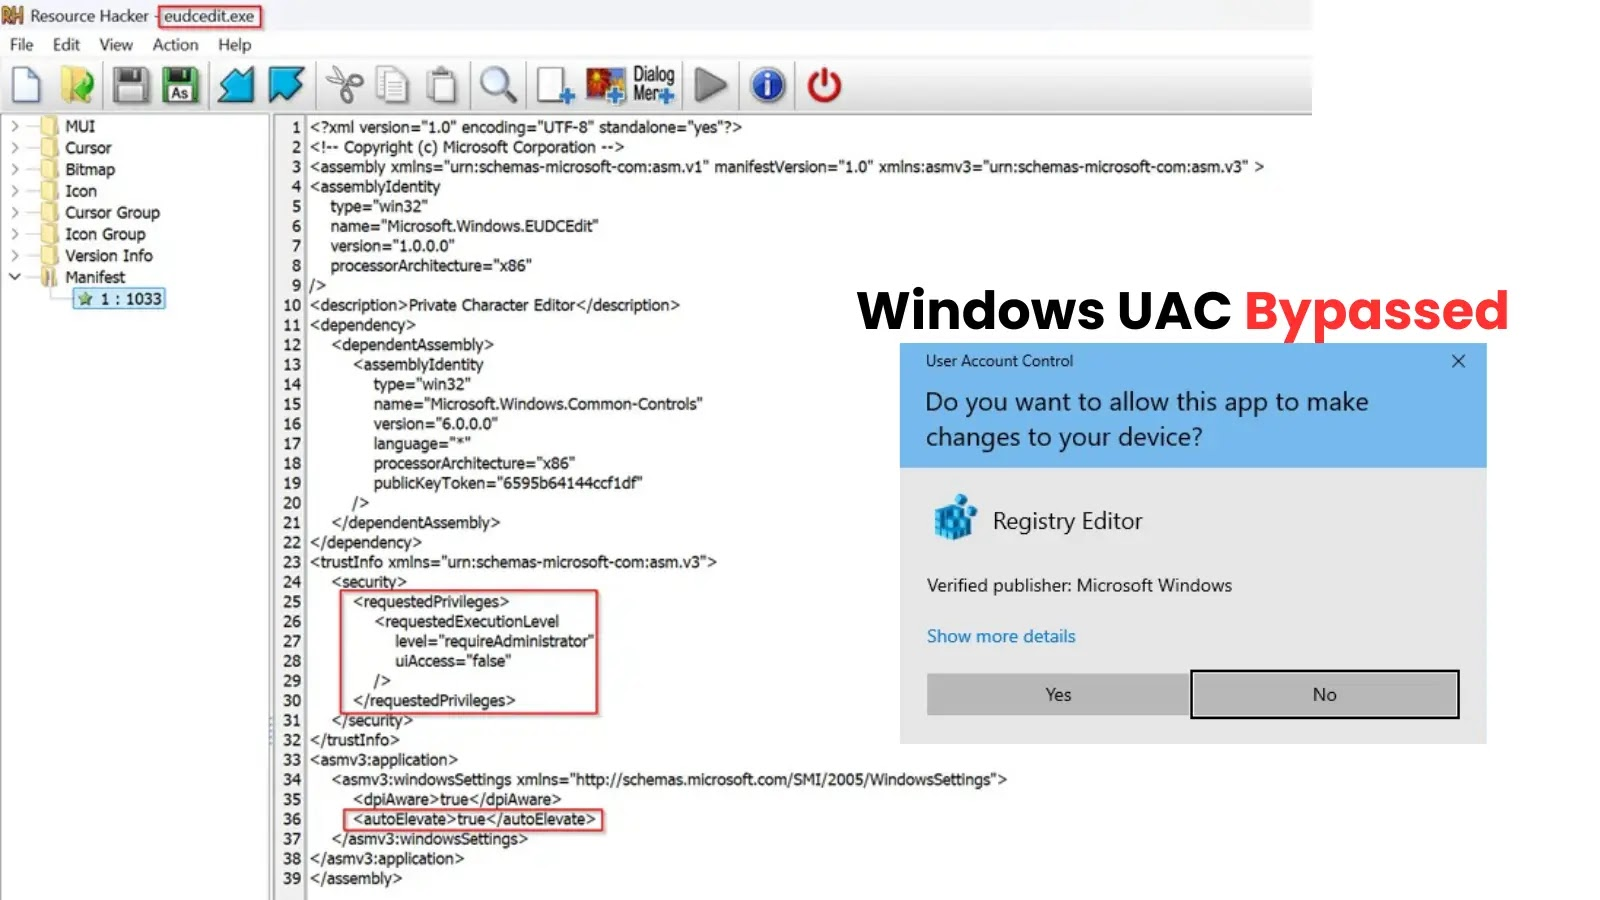 Resource Hacker - eudcedit.exe
File Edit View Action Help
As
Dialog
Mer
MUI
Cursor
Bitmap
Icon
Cursor Group
Icon Group
Version Info
Manifest
1 : 1033
1 <?xml version="1.0" encoding="UTF-8" standalone="yes"?>
2 <!-- Copyright (c) Microsoft Corporation -->
3 <assembly xmlns="urn:schemas-microsoft-com:asm.v1" manifestVersion="1.0" xmlns:asmv3="urn:schemas-microsoft-com:asm.v3" >
4 <assemblyIdentity
5 type="win32"
6 name="Microsoft.Windows.EUDCEdit"
7 version="1.0.0.0"
8 processorArchitecture="x86"
9 />
10 <description>Private Character Editor</description>
11 <dependency>
12 <dependentAssembly>
13 <assemblyIdentity
14 type="win32"
15 name="Microsoft.Windows.Common-Controls"
16 version="6.0.0.0"
17 language="*"
18 processorArchitecture="x86"
19 publicKeyToken="6595b64144ccf1df"
20 />
21 </dependentAssembly>
22 </dependency>
23 <trustInfo xmlns="urn:schemas-microsoft-com:asm.v3">
24 <security>
25 <requestedPrivileges>
26 <requestedExecutionLevel
27 level="requireAdministrator"
28 uiAccess="false"
29 />
30 </requestedPrivileges>
31 </security>
32 </trustInfo>
33 <asmv3:application>
34 <asmv3:windowsSettings xmlns="http://schemas.microsoft.com/SMI/2005/WindowsSettings">
35 <dpiAware>true</dpiAware>
36 <autoElevate>true</autoElevate>
37 </asmv3:windowsSettings>
38 </asmv3:application>
39 </assembly>
Windows UAC Bypassed
User Account Control
Do you want to allow this app to make
changes to your device?
Registry Editor
Verified publisher: Microsoft Windows
Show more details
Yes
No